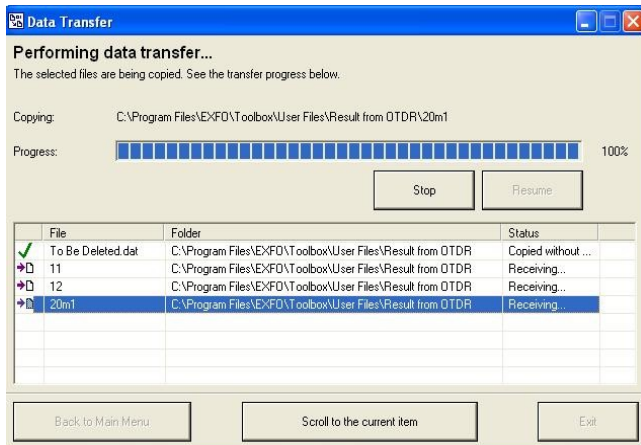 Data Transfer
Performing data transfer...
The selected files are being copied. See the transfer progress below.
Copying: C:\Program Files\EXFO\Toolbox\User Files\Result from OTDR\20m1
Progress: 100%
Stop Resume
File Folder Status
To Be Deleted.dat C:\Program Files\EXFO\Toolbox\User Files\Result from OTDR Copied without ...
11 C:\Program Files\EXFO\Toolbox\User Files\Result from OTDR Receiving...
12 C:\Program Files\EXFO\Toolbox\User Files\Result from OTDR Receiving...
20m1 C:\Program Files\EXFO\Toolbox\User Files\Result from OTDR Receiving...
Back to Main Menu Scroll to the current item Exit